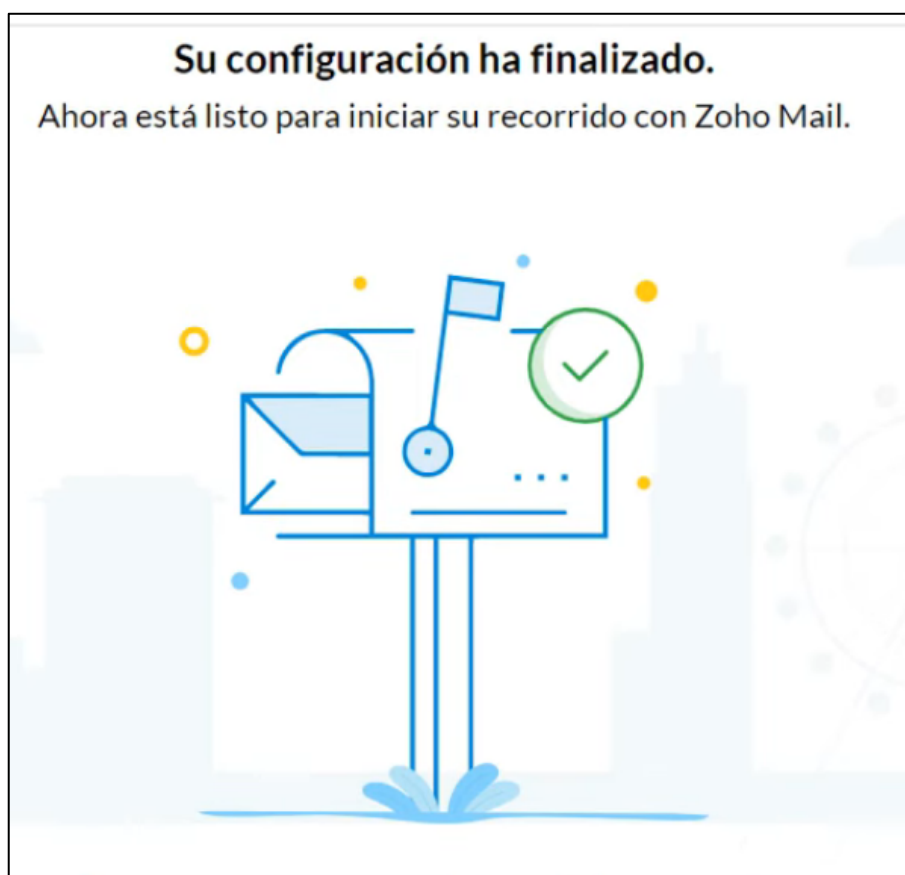 Su configuración ha finalizado.
Ahora está listo para iniciar su recorrido con Zoho Mail.